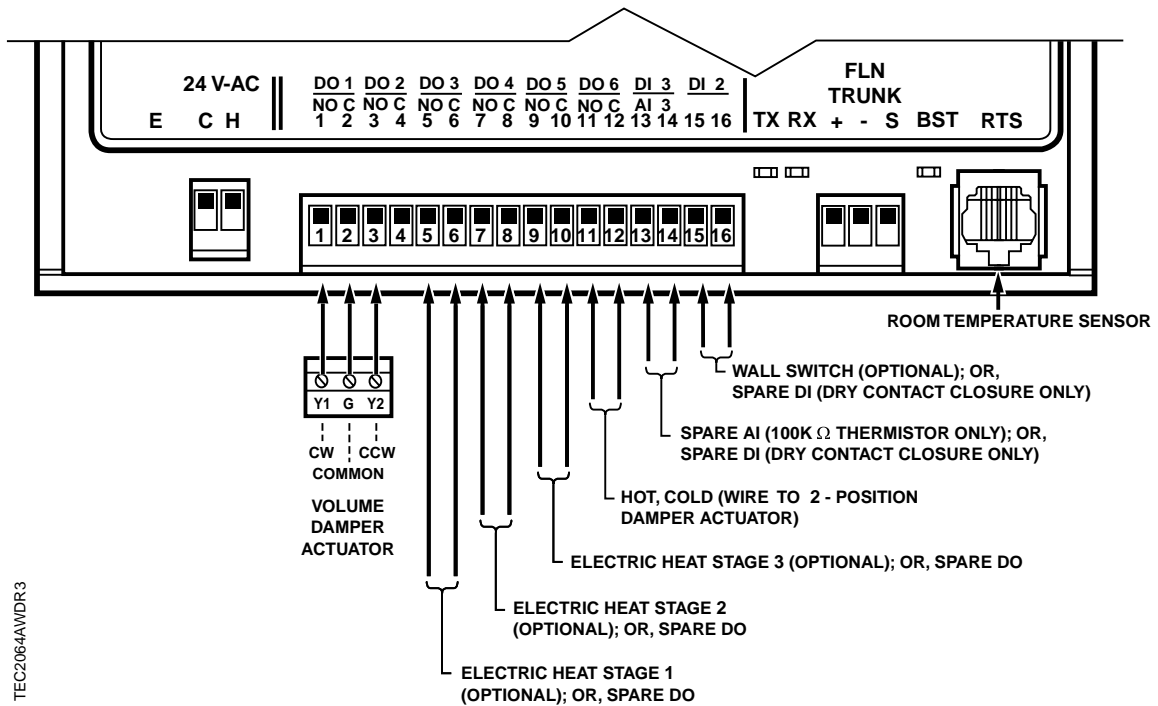 24 V-AC
E C H
DO 1 DO 2 DO 3 DO 4 DO 5 DO 6 DI 3 DI 2
NO C NO C NO C NO C NO C NO C AI 3
1 2 3 4 5 6 7 8 9 10 11 12 13 14 15 16
FLN
TRUNK
TX RX + - S BST RTS
1 2 3 4 5 6 7 8 9 10 11 12 13 14 15 16
ROOM TEMPERATURE SENSOR
WALL SWITCH (OPTIONAL); OR,
SPARE DI (DRY CONTACT CLOSURE ONLY)
Y1 G Y2
CW CCW
COMMON
VOLUME
DAMPER
ACTUATOR
SPARE AI (100K Ω THERMISTOR ONLY); OR,
SPARE DI (DRY CONTACT CLOSURE ONLY)
HOT, COLD (WIRE TO 2 - POSITION
DAMPER ACTUATOR)
ELECTRIC HEAT STAGE 3 (OPTIONAL); OR, SPARE DO
ELECTRIC HEAT STAGE 2
(OPTIONAL); OR, SPARE DO
ELECTRIC HEAT STAGE 1
(OPTIONAL); OR, SPARE DO
TEC2064AWDR3